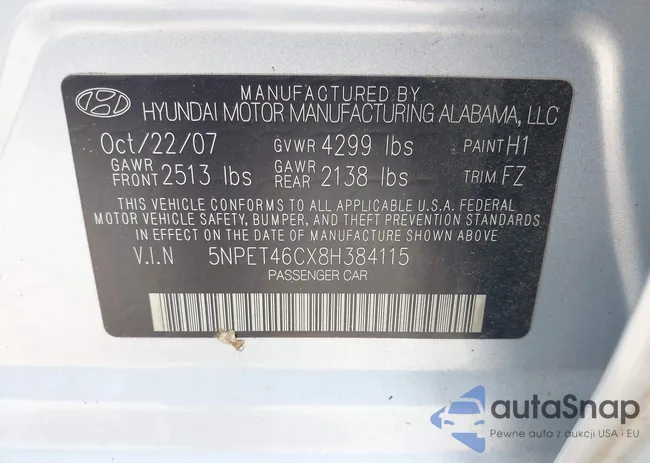 MANUFACTURED BY
HYUNDAI MOTOR MANUFACTURING ALABAMA, LLC
Oct/22/07 GVWR 4299 lbs PAINT H1
GAWR FRONT 2513 lbs GAWR REAR 2138 lbs TRIM FZ
THIS VEHICLE CONFORMS TO ALL APPLICABLE U.S.A. FEDERAL
MOTOR VEHICLE SAFETY, BUMPER, AND THEFT PREVENTION STANDARDS
IN EFFECT ON THE DATE OF MANUFACTURE SHOWN ABOVE
V.I.N 5NPET46CX8H384115
PASSENGER CAR
autaSnap
Pewne auta z aukcji USA i EU